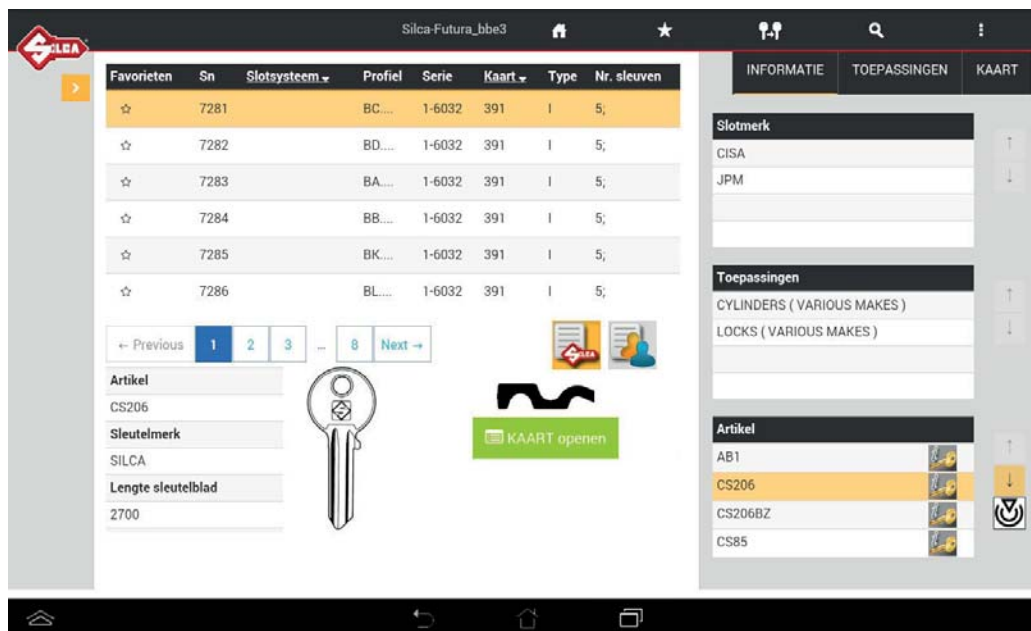 SILCA
Silca-Futura_bbe3
Favorieten Sn Slotsysteem Profiel Serie Kaart Type Nr. sleuven
7281 BC.... 1-6032 391 I 5;
7282 BD.... 1-6032 391 I 5;
7283 BA.... 1-6032 391 I 5;
7284 BB.... 1-6032 391 I 5;
7285 BK.... 1-6032 391 I 5;
7286 BL.... 1-6032 391 I 5;
← Previous 1 2 3 ... 8 Next →
SILCA
Artikel
CS206
Sleutelmerk
SILCA
Lengte sleutelblad
2700
KAART openen
INFORMATIE TOEPASSINGEN KAART
Slotmerk
CISA
JPM
Toepassingen
CYLINDERS ( VARIOUS MAKES )
LOCKS ( VARIOUS MAKES )
Artikel
AB1
CS206
CS206BZ
CS85